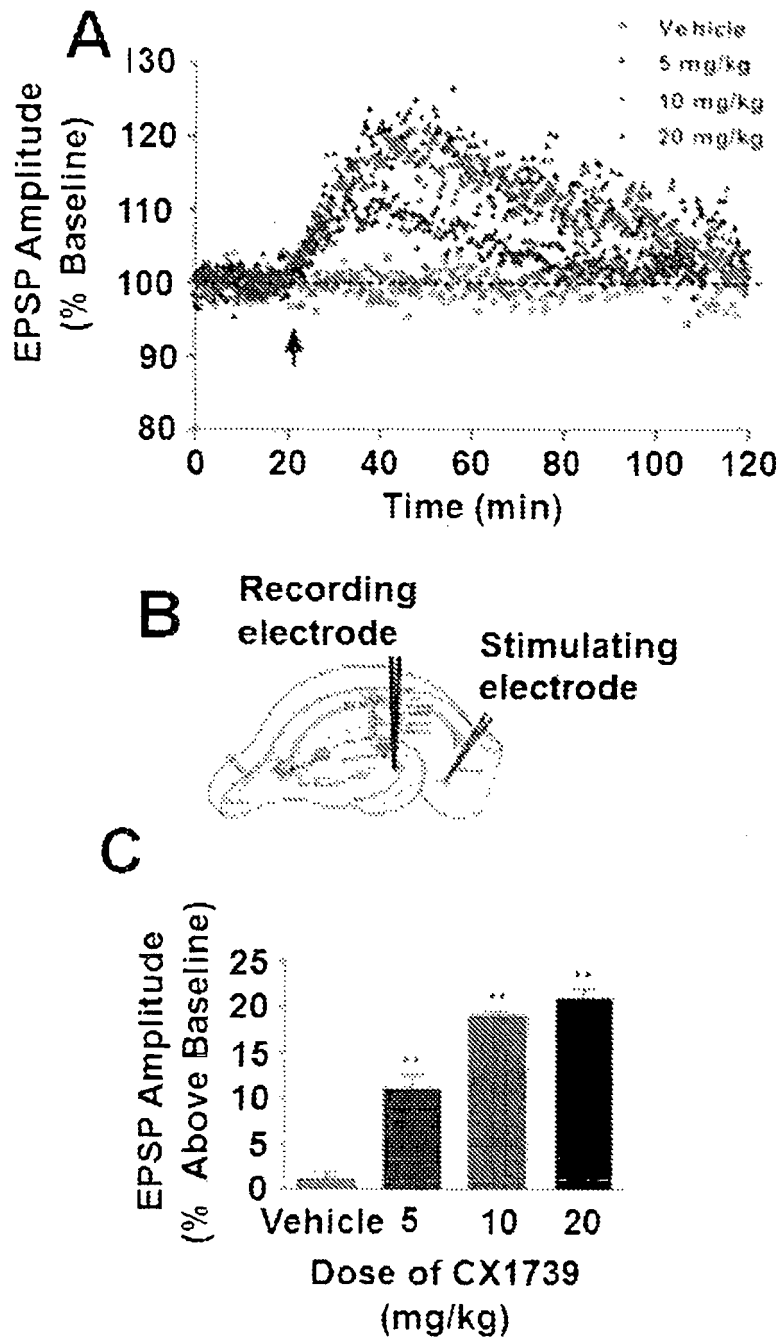 A
EPSP Amplitude
(% Baseline)
130
120
110
100
90
80
0 20 40 60 80 100 120
Time (min)
Vehicle
5 mg/kg
10 mg/kg
20 mg/kg
B
Recording
electrode
Stimulating
electrode
C
EPSP Amplitude
(% Above Baseline)
25
20
15
10
5
0
**
**
**
Vehicle 5 10 20
Dose of CX1739
(mg/kg)